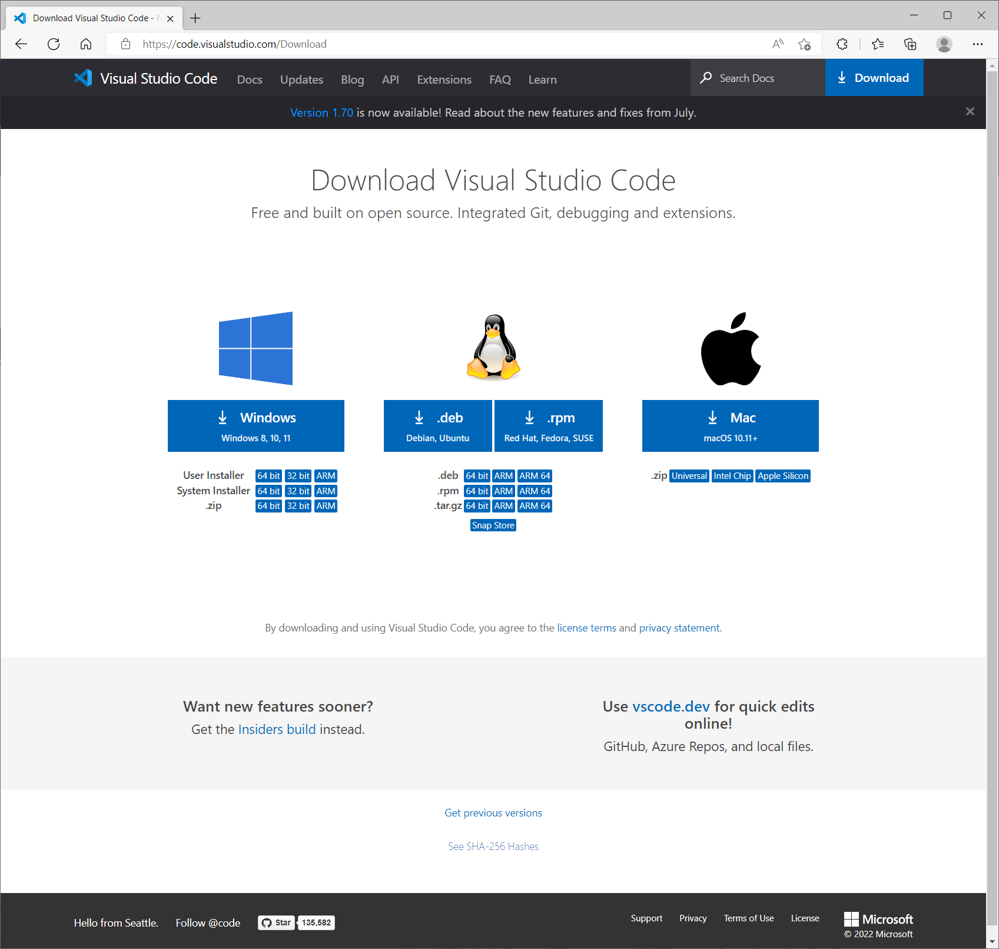 Download Visual Studio Code -
https://code.visualstudio.com/Download
Visual Studio Code Docs Updates Blog API Extensions FAQ Learn Search Docs Download
Version 1.70 is now available! Read about the new features and fixes from July.
Download Visual Studio Code
Free and built on open source. Integrated Git, debugging and extensions.
Windows
Windows 8, 10, 11
.deb
Debian, Ubuntu
.rpm
Red Hat, Fedora, SUSE
Mac
macOS 10.11+
User Installer 64 bit 32 bit ARM
System Installer 64 bit 32 bit ARM
.zip 64 bit 32 bit ARM
.deb 64 bit ARM ARM 64
.rpm 64 bit ARM ARM 64
.tar.gz 64 bit ARM ARM 64
Snap Store
.zip Universal Intel Chip Apple Silicon
By downloading and using Visual Studio Code, you agree to the license terms and privacy statement.
Want new features sooner?
Get the Insiders build instead.
Use vscode.dev for quick edits
online!
GitHub, Azure Repos, and local files.
Get previous versions
See SHA-256 Hashes
Hello from Seattle. Follow @code Star 135,582
Support Privacy Terms of Use License Microsoft
© 2022 Microsoft